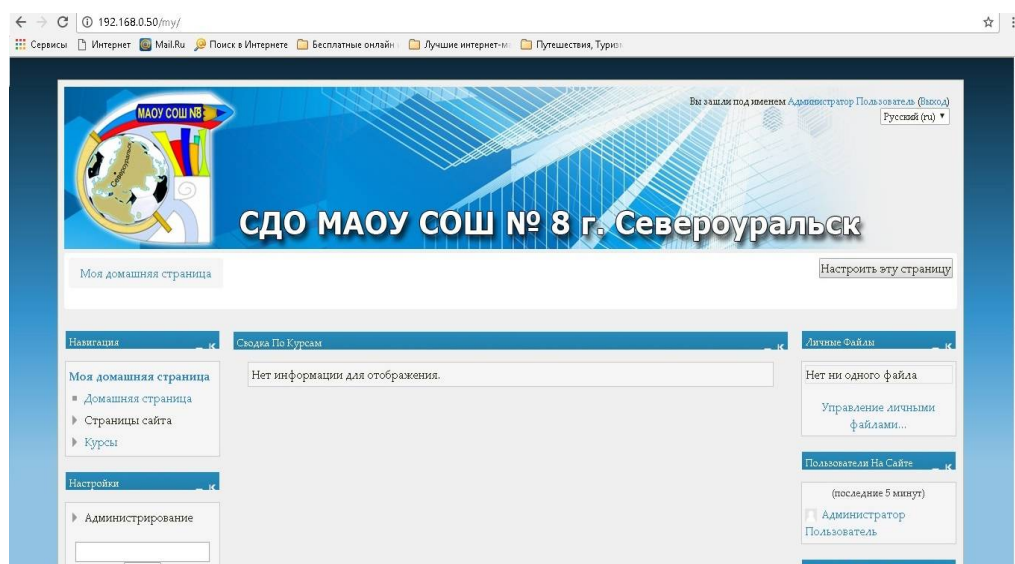 192.168.0.50/my/
Сервисы Интернет Mail.Ru Поиск в Интернете Бесплатные онлайн Лучшие интернет-м Путешествия, Туриз
Вы зашли под именем Администратор Пользователь (Выход)
Русский (ru)
МАОУ СОШ №8
Североуральск
СДО МАОУ СОШ № 8 г. Североуральск
Моя домашняя страница
Настроить эту страницу
Навигация
Моя домашняя страница
Домашняя страница
Страницы сайта
Курсы
Настройки
Администрирование
Сводка По Курсам
Нет информации для отображения.
Личные Файлы
Нет ни одного файла
Управление личными
файлами...
Пользователи На Сайте
(последние 5 минут)
Администратор
Пользователь